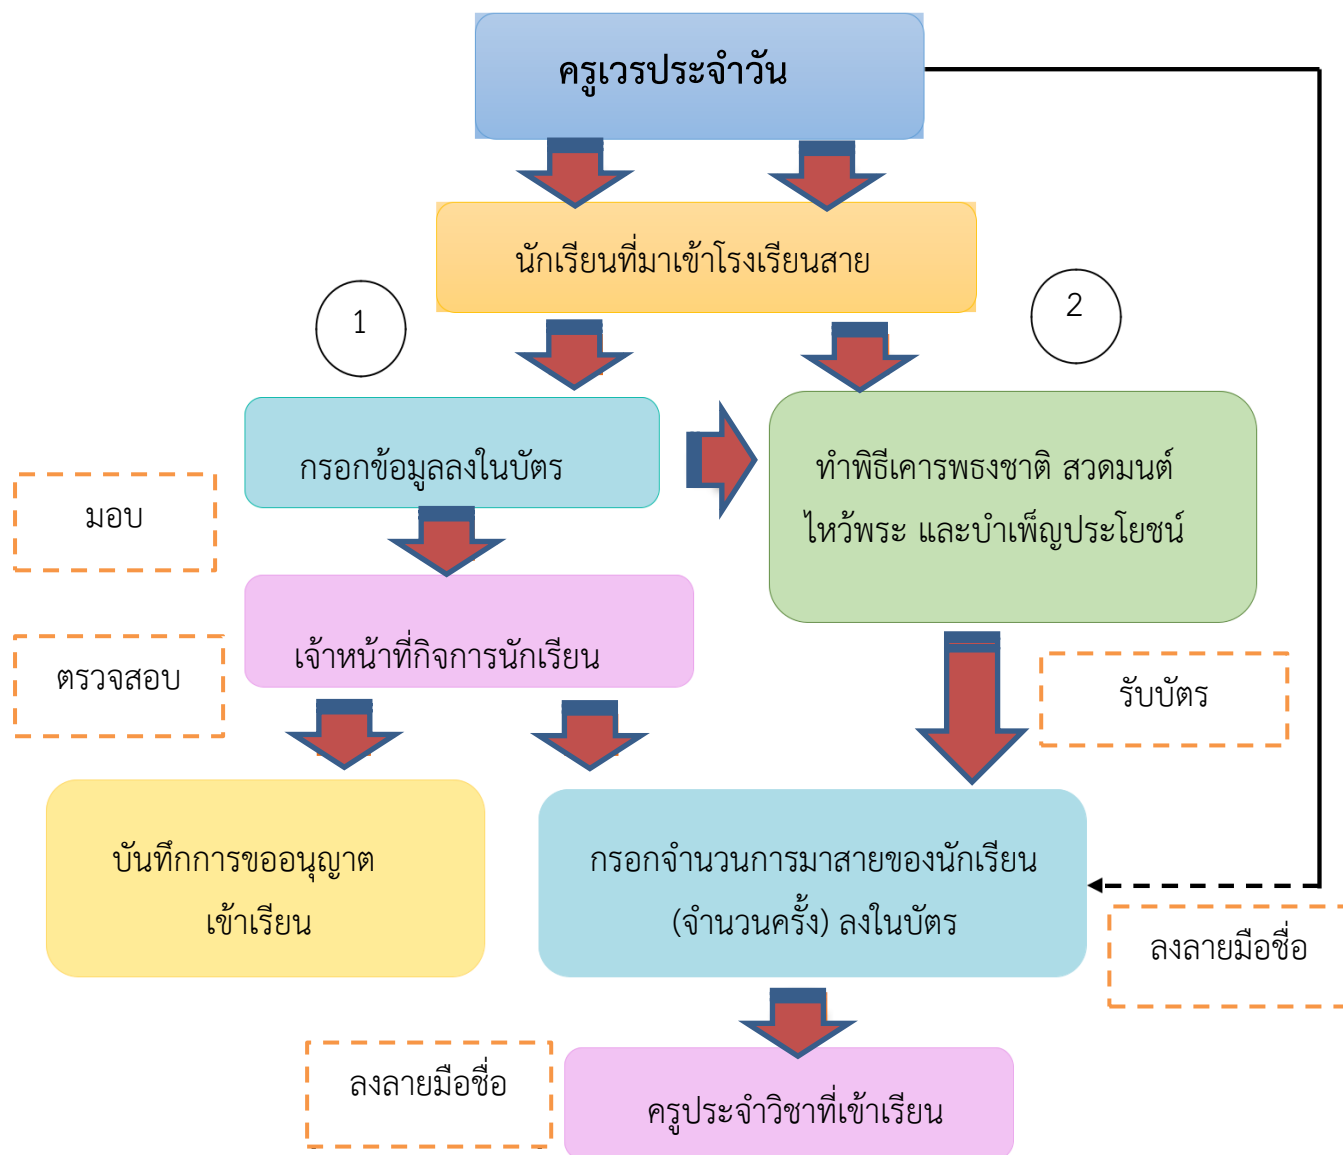 ครูเวรประจำวัน
นักเรียนที่มาเข้าโรงเรียนสาย
1
2
กรอกข้อมูลลงในบัตร
ทำพิธีเคารพธงชาติ สวดมนต์
ไหว้พระ และบำเพ็ญประโยชน์
มอบ
เจ้าหน้าที่กิจการนักเรียน
ตรวจสอบ
รับบัตร
บันทึกการขออนุญาต
เข้าเรียน
กรอกจำนวนการมาสายของนักเรียน
(จำนวนครั้ง) ลงในบัตร
ลงลายมือชื่อ
ลงลายมือชื่อ
ครูประจำวิชาที่เข้าเรียน